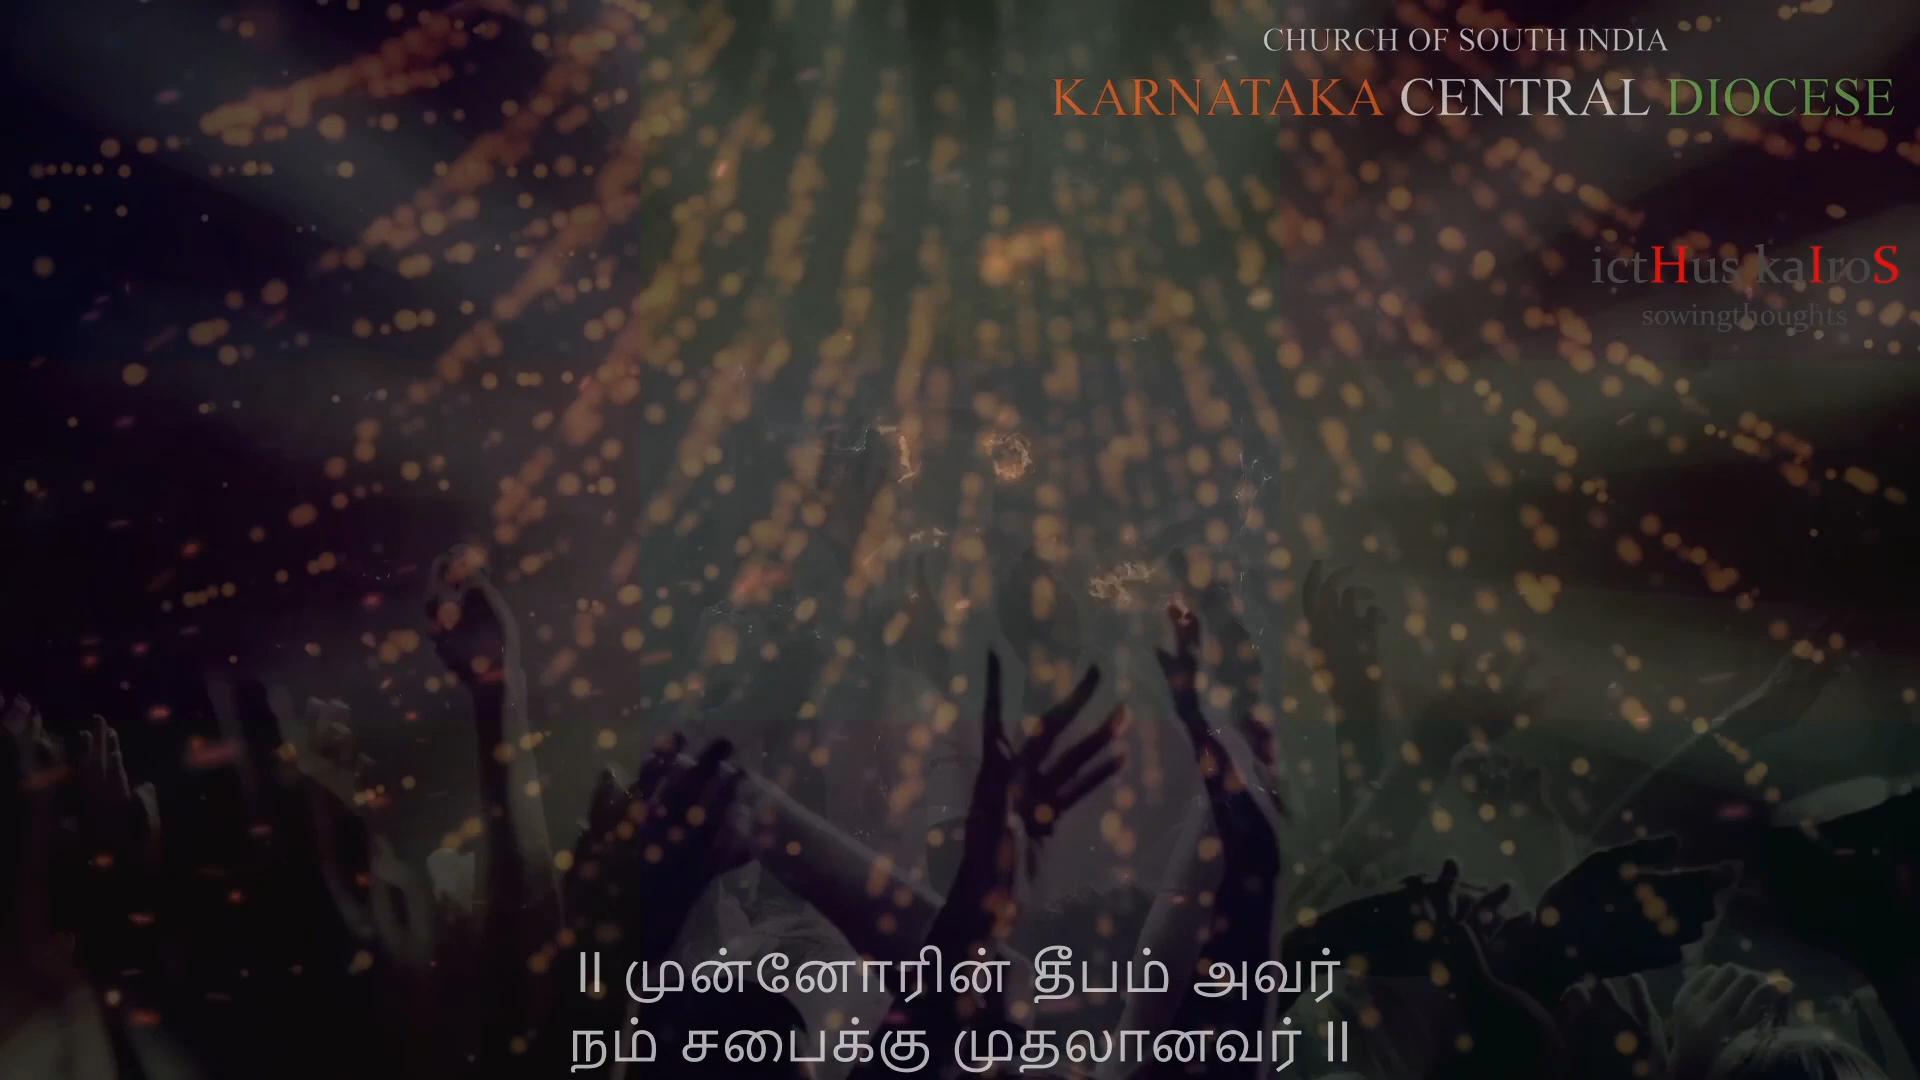 CHURCH OF SOUTH INDIA
KARNATAKA CENTRAL DIOCESE
ictHus kaIroS
sowingthoughts
|| முன்னோரின் தீபம் அவர்
நம் சபைக்கு முதலானவர் ||